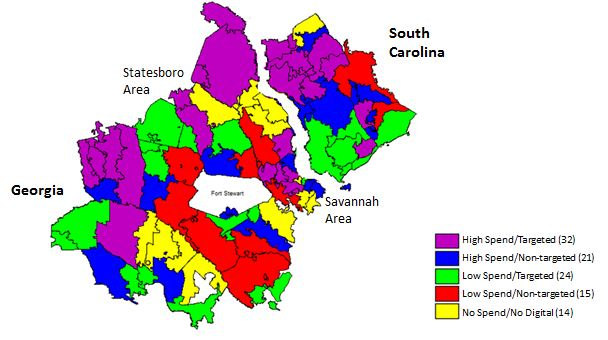 South
Carolina
Statesboro
Area
Georgia
Fort Stewart
Savannah
Area
High Spend/Targeted (32)
High Spend/Non-targeted (21)
Low Spend/Targeted (24)
Low Spend/Non-targeted (15)
No Spend/No Digital (14)